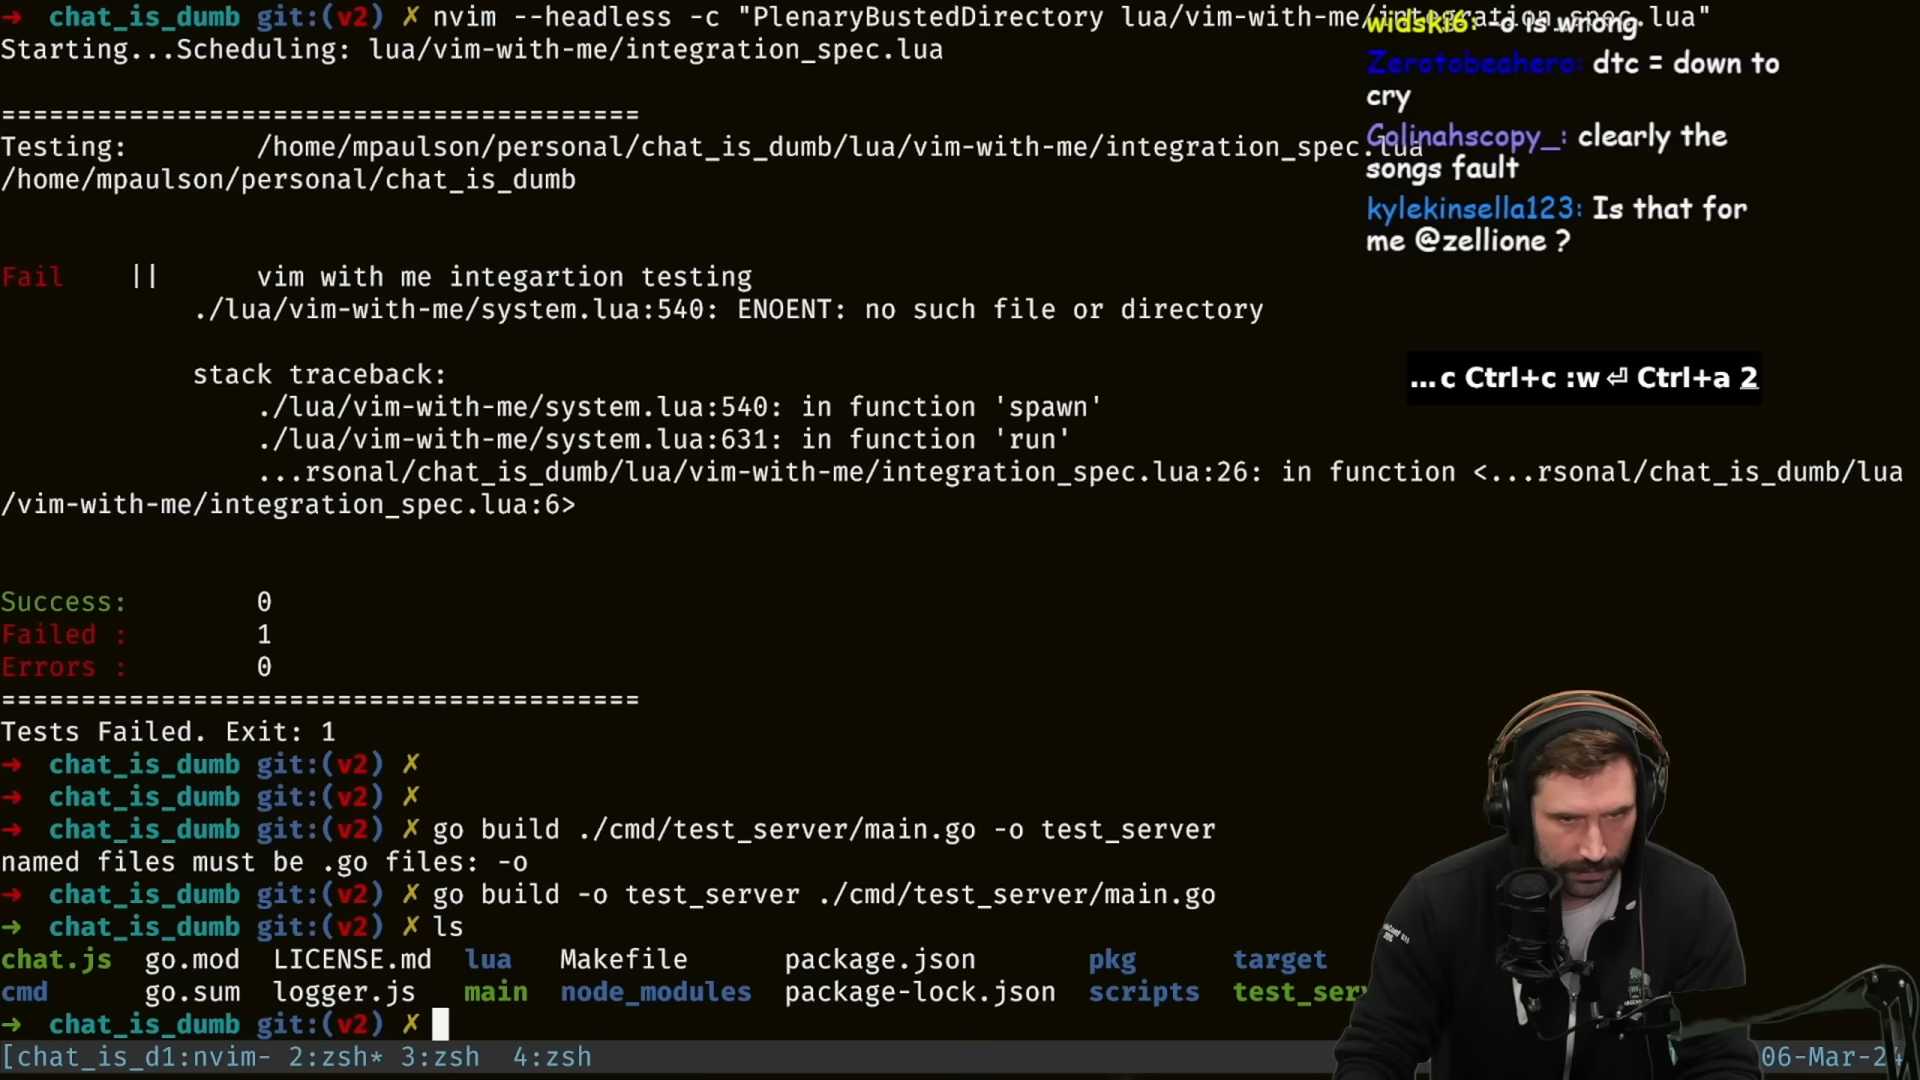 ➜ chat_is_dumb git:(v2) ✗ nvim --headless -c "PlenaryBustedDirectory lua/vim-with-me/integration_spec.lua"
Starting...Scheduling: lua/vim-with-me/integration_spec.lua
========================================
Testing: /home/mpaulson/personal/chat_is_dumb/lua/vim-with-me/integration_spec.lua
/home/mpaulson/personal/chat_is_dumb
Fail || vim with me integartion testing
./lua/vim-with-me/system.lua:540: ENOENT: no such file or directory
stack traceback:
./lua/vim-with-me/system.lua:540: in function 'spawn'
./lua/vim-with-me/system.lua:631: in function 'run'
...rsonal/chat_is_dumb/lua/vim-with-me/integration_spec.lua:26: in function <...rsonal/chat_is_dumb/lua
/vim-with-me/integration_spec.lua:6>
Success: 0
Failed : 1
Errors : 0
========================================
Tests Failed. Exit: 1
➜ chat_is_dumb git:(v2) ✗
➜ chat_is_dumb git:(v2) ✗
➜ chat_is_dumb git:(v2) ✗ go build ./cmd/test_server/main.go -o test_server
named files must be .go files: -o
➜ chat_is_dumb git:(v2) ✗ go build -o test_server ./cmd/test_server/main.go
➜ chat_is_dumb git:(v2) ✗ ls
chat.js go.mod LICENSE.md lua Makefile package.json pkg target
cmd go.sum logger.js main node_modules package-lock.json scripts
➜ chat_is_dumb git:(v2) ✗
[chat_is_d1:nvim- 2:zsh* 3:zsh 4:zsh
06-Mar-24
widski6: -o is wrong
Zerotobeahero: dtc = down to
cry
Golinahscopy_: clearly the
songs fault
kylekinsella123: Is that for
me @zellione ?
...c Ctrl+c :w⏎ Ctrl+a 2